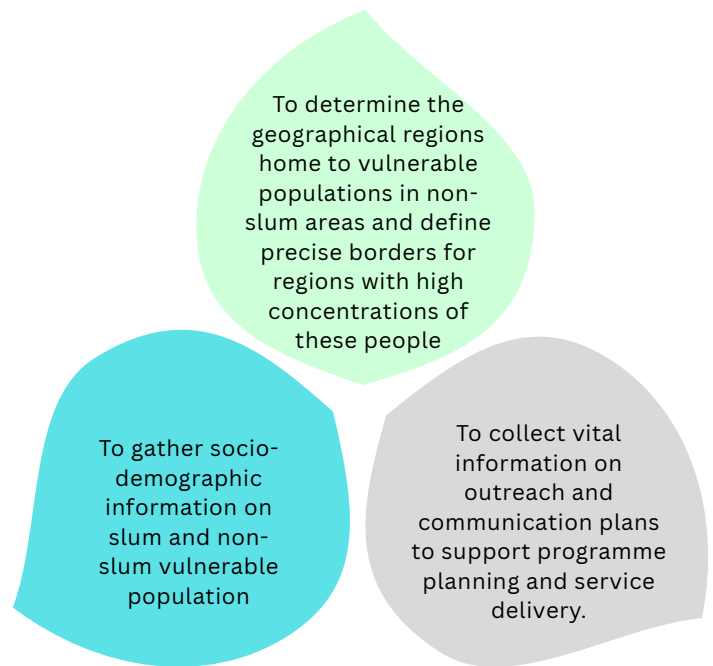 To determine the
geographical regions
home to vulnerable
populations in non-
slum areas and define
precise borders for
regions with high
concentrations of
these people
To gather socio-
demographic
information on
slum and non-
slum vulnerable
population
To collect vital
information on
outreach and
communication plans
to support programme
planning and service
delivery.